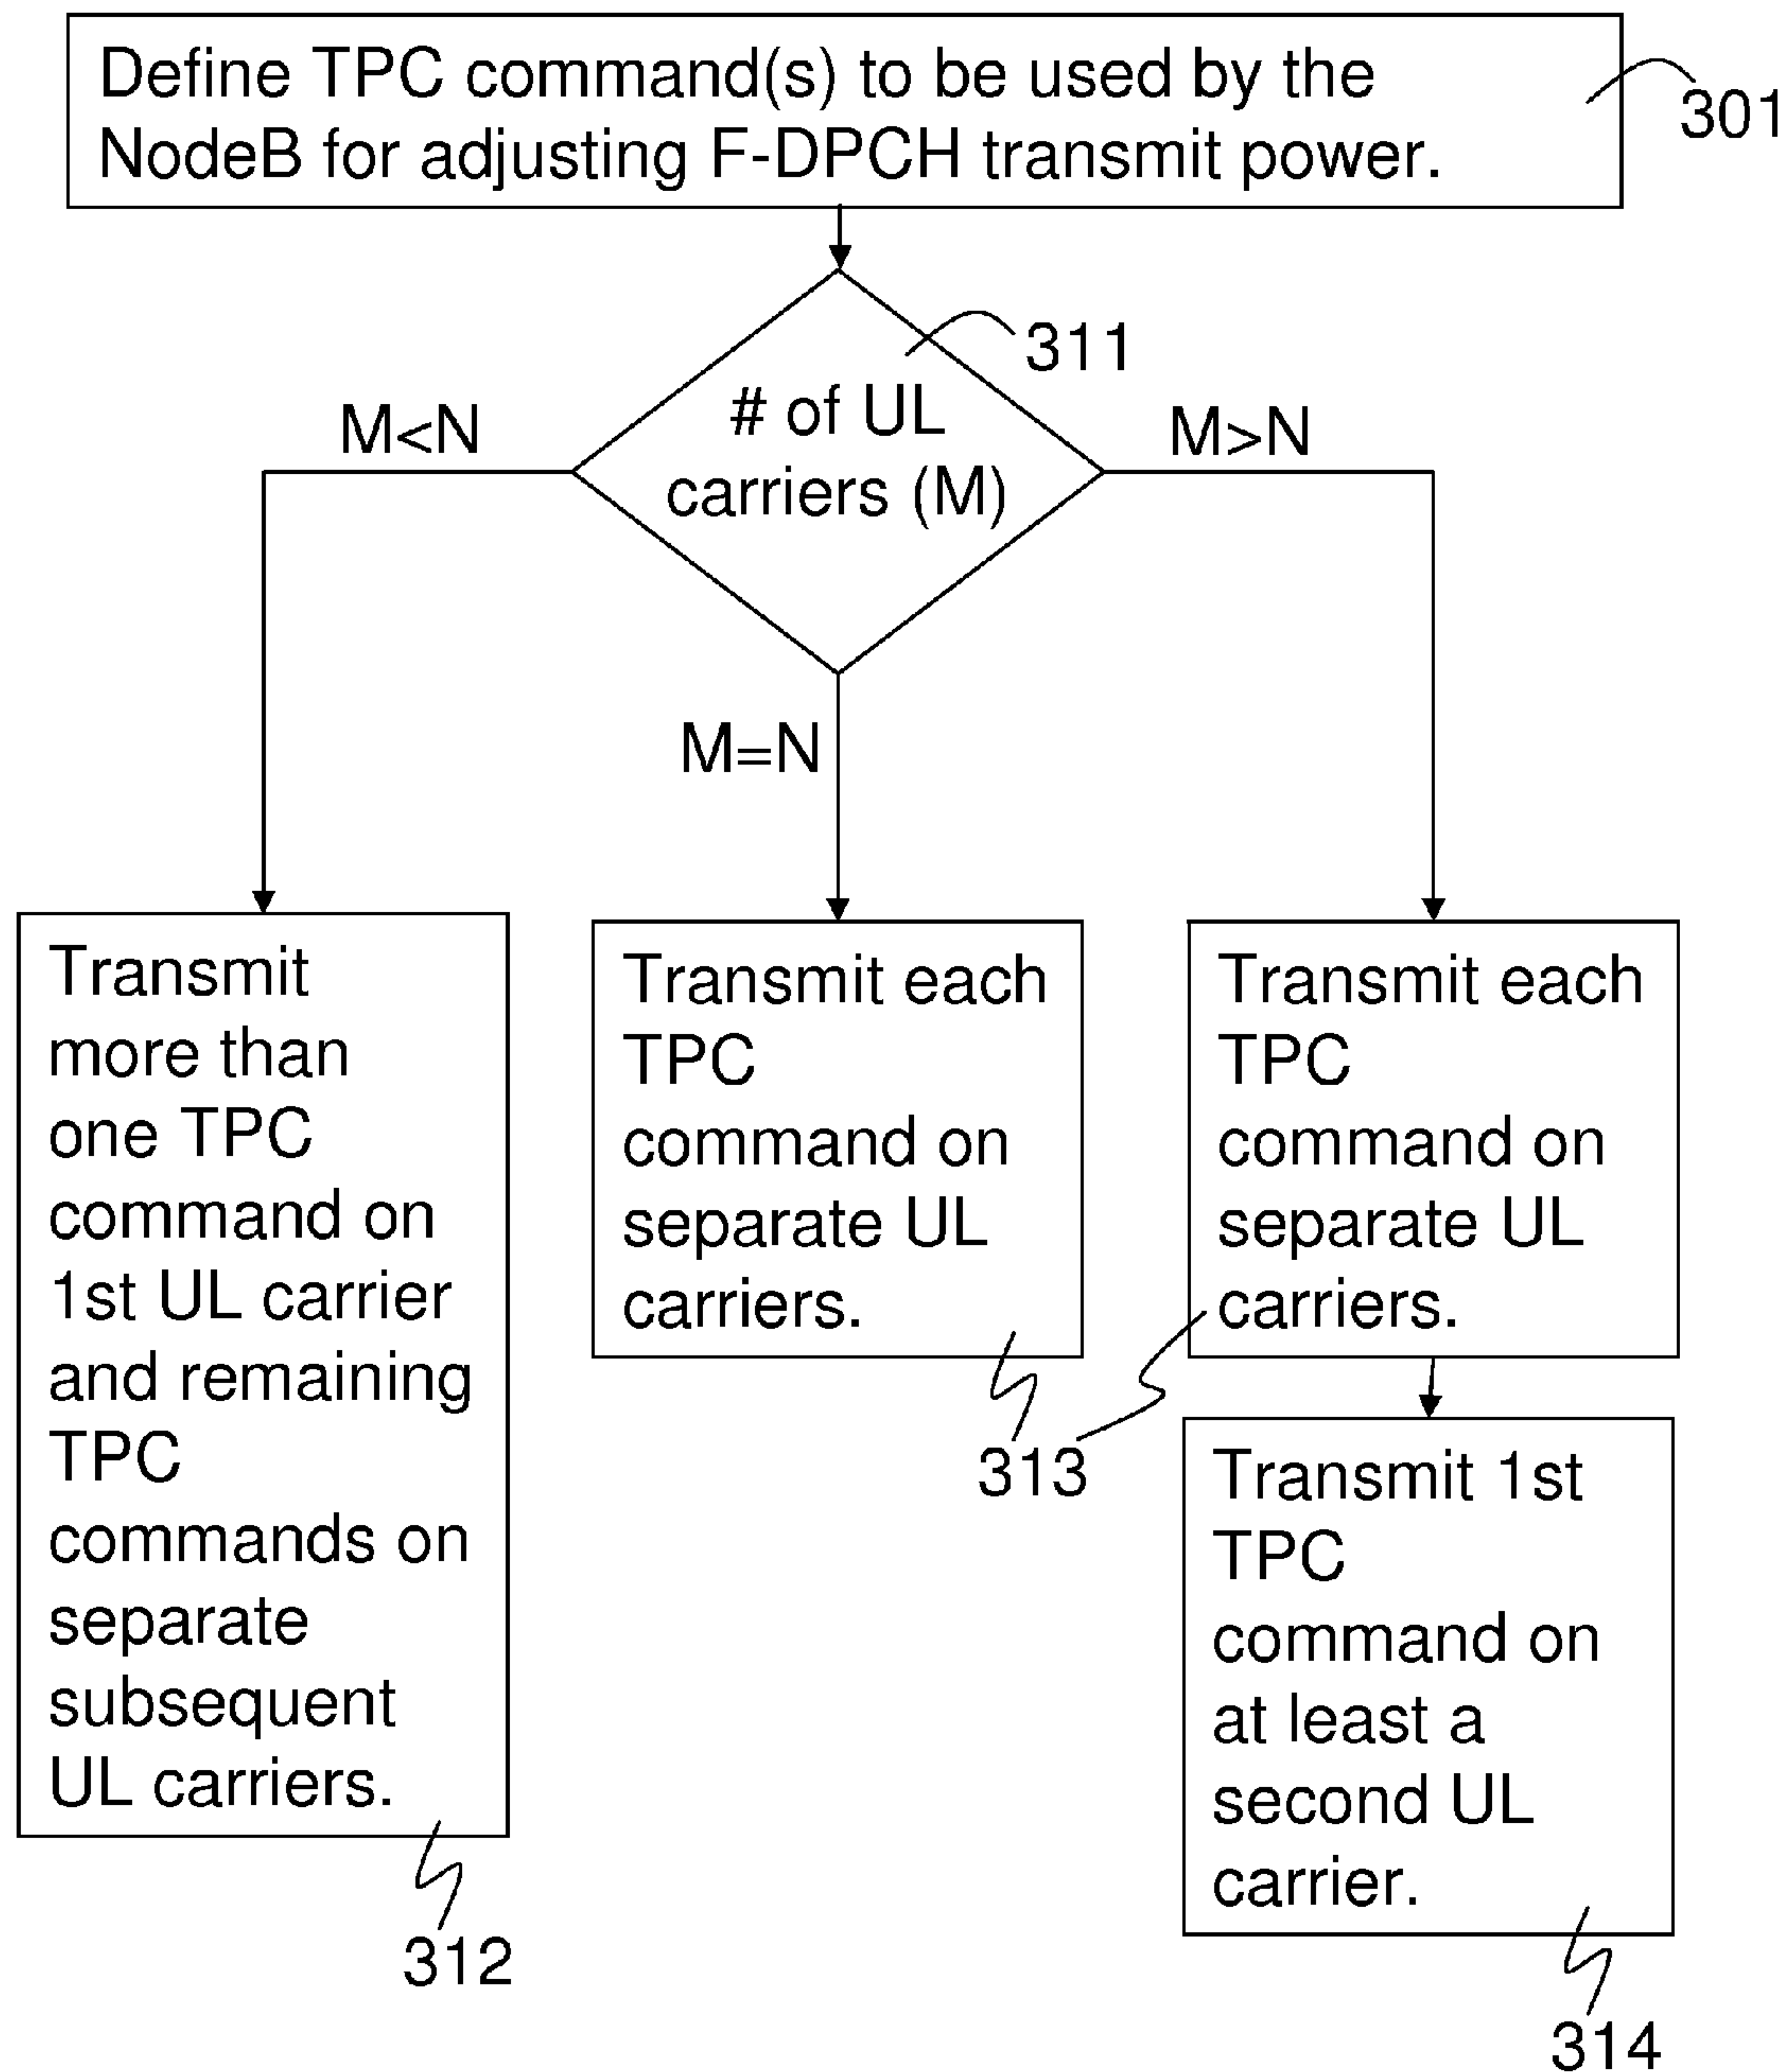 Define TPC command(s) to be used by the
NodeB for adjusting F-DPCH transmit power.
301
311
# of UL
carriers (M)
M<N
M>N
M=N
Transmit
more than
one TPC
command on
1st UL carrier
and remaining
TPC
commands on
separate
subsequent
UL carriers.
312
Transmit each
TPC
command on
separate UL
carriers.
313
Transmit each
TPC
command on
separate UL
carriers.
Transmit 1st
TPC
command on
at least a
second UL
carrier.
314